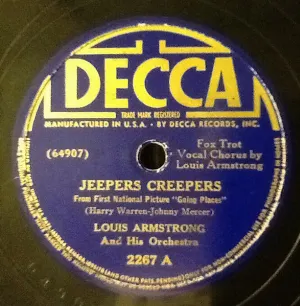 DECCA
TRADE MARK REGISTERED
MANUFACTURED IN U.S.A. - BY DECCA RECORDS, INC.
(64907)
Fox Trot
Vocal Chorus by
Louis Armstrong
JEEPERS CREEPERS
From First National Picture "Going Places"
(Harry Warren-Johnny Mercer)
LOUIS ARMSTRONG
And His Orchestra
2267 A